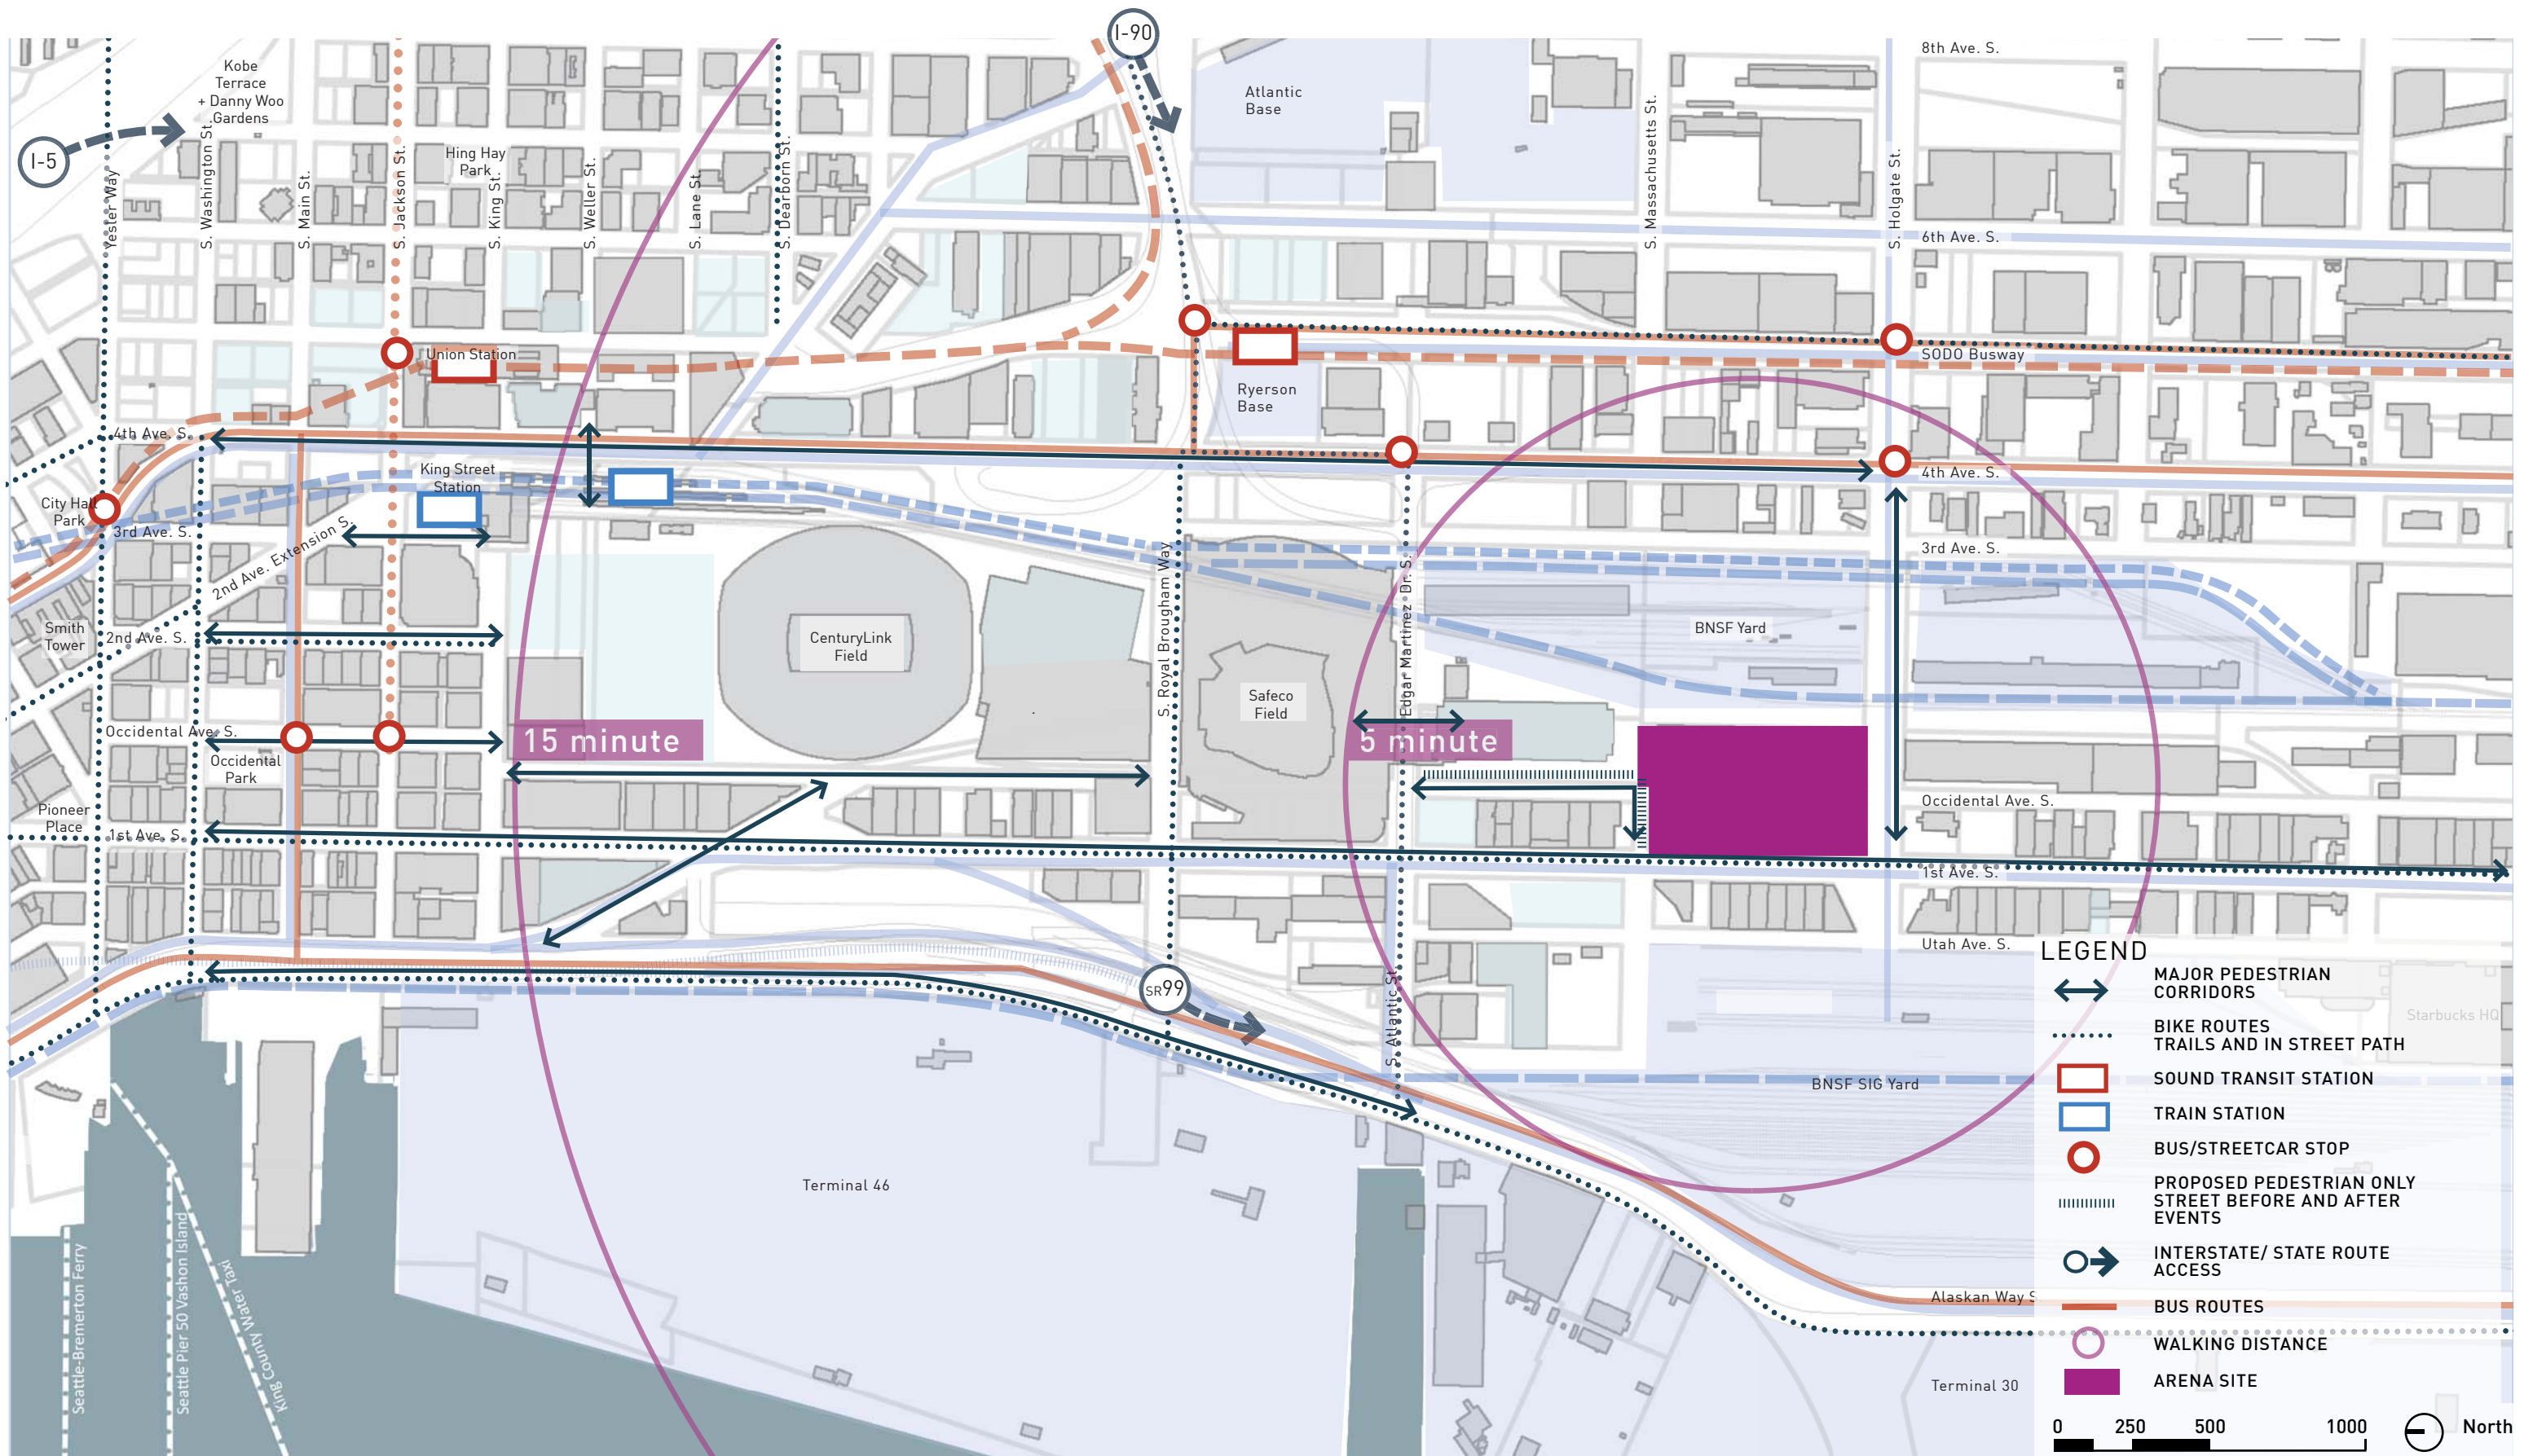 I-90
8th Ave. S.
Kobe
Terrace
+ Danny Woo
Gardens
Atlantic
Base
I-5
Hing Hay
Park
Yesler Way
S. Washington St.
S. Main St.
S. Jackson St.
S. King St.
S. Weller St.
S. Lane St.
S. Dearborn St.
S. Massachusetts St.
S. Holgate St.
6th Ave. S.
Union Station
SODO Busway
Ryerson
Base
4th Ave. S.
King Street
Station
4th Ave. S.
City Hall
Park
3rd Ave. S.
2nd Ave. Extension S.
3rd Ave. S.
S. Royal Brougham Way
Edgar Martinez Dr. S.
Smith
Tower
2nd Ave. S.
CenturyLink
Field
BNSF Yard
Safeco
Field
Occidental Ave. S.
15 minute
5 minute
Occidental
Park
Pioneer
Place
1st Ave. S.
Occidental Ave. S.
1st Ave. S.
Utah Ave. S.
SR99
S. Atlantic St.
Starbucks HQ
BNSF SIG Yard
Terminal 46
Seattle-Bremerton Ferry
Seattle Pier 50 Vashon Island
King County Water Taxi
Alaskan Way S
Terminal 30
LEGEND
MAJOR PEDESTRIAN
CORRIDORS
BIKE ROUTES
TRAILS AND IN STREET PATH
SOUND TRANSIT STATION
TRAIN STATION
BUS/STREETCAR STOP
PROPOSED PEDESTRIAN ONLY
STREET BEFORE AND AFTER
EVENTS
INTERSTATE/ STATE ROUTE
ACCESS
BUS ROUTES
WALKING DISTANCE
ARENA SITE
0 250 500 1000
North